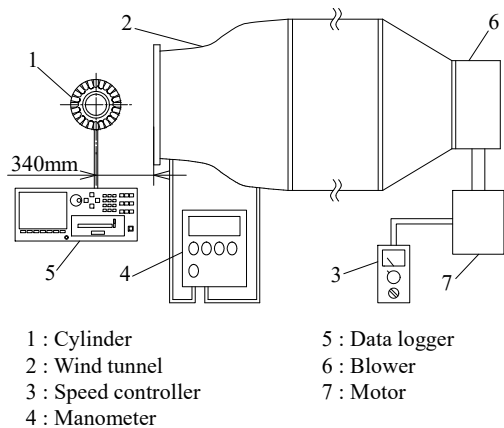 2
6
1
340mm
5
4
3
7
1 : Cylinder
2 : Wind tunnel
3 : Speed controller
4 : Manometer
5 : Data logger
6 : Blower
7 : Motor